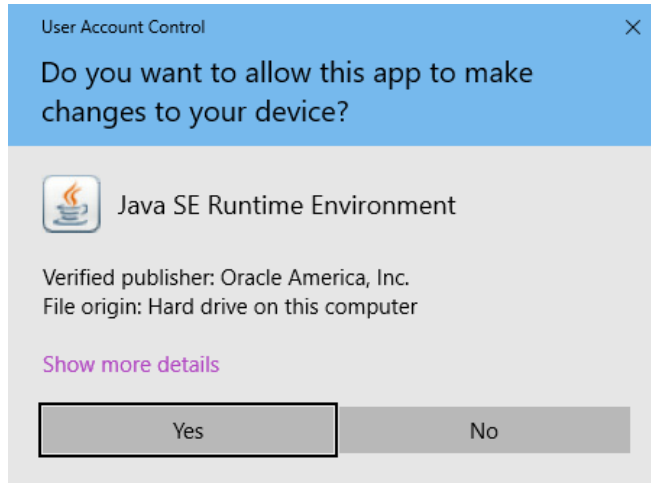 User Account Control
Do you want to allow this app to make
changes to your device?
Java SE Runtime Environment
Verified publisher: Oracle America, Inc.
File origin: Hard drive on this computer
Show more details
Yes
No